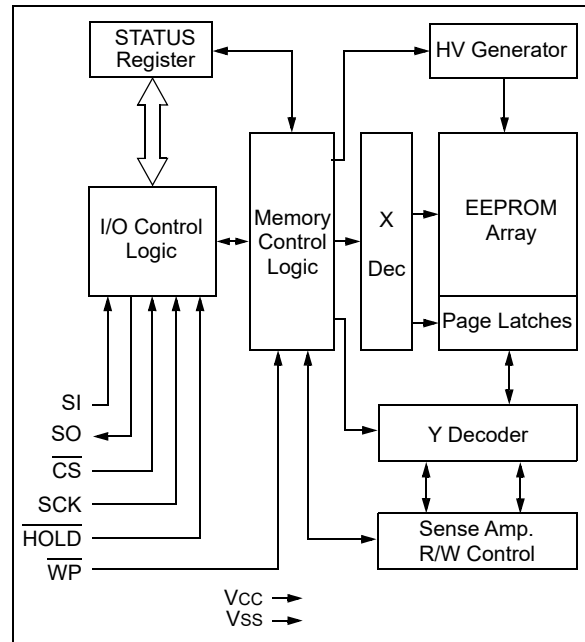 STATUS
Register
HV Generator
I/O Control
Logic
Memory
Control
Logic
X
Dec
EEPROM
Array
Page Latches
SI
SO
CS
SCK
HOLD
WP
Y Decoder
Sense Amp.
R/W Control
VCC
VSS